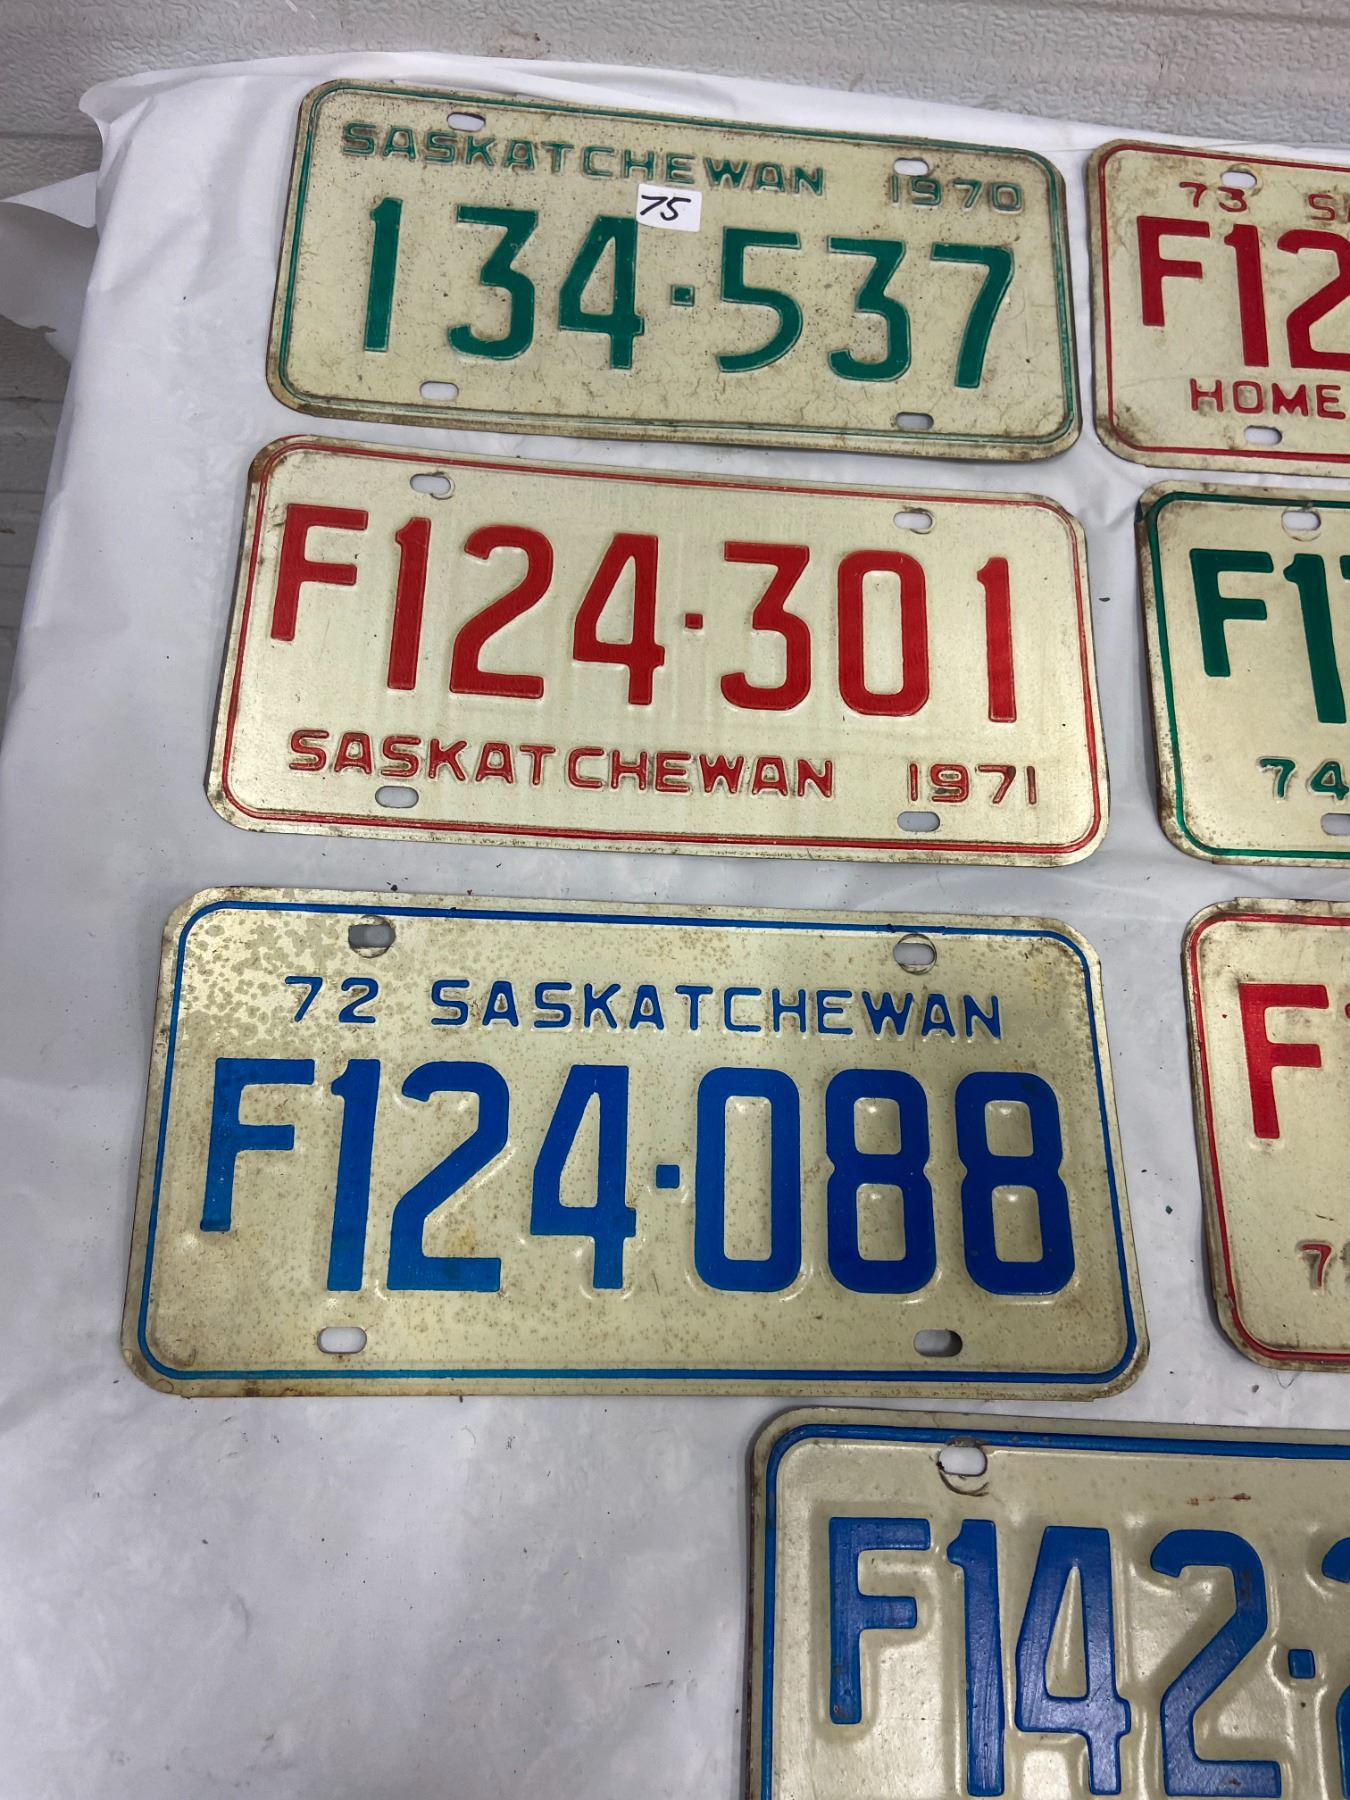 SASKATCHEWAN 1970
75
134·537
F124·301
SASKATCHEWAN 1971
72 SASKATCHEWAN
F124·088
73
F12
HOME
F1
74
F
F142·